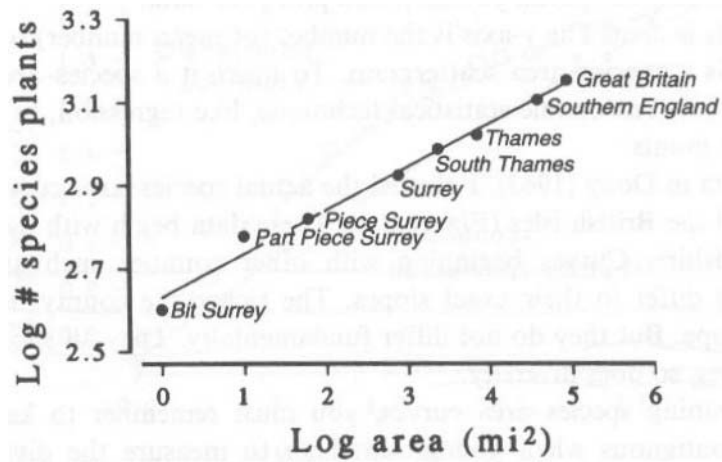 3.3
3.1
2.9
2.7
2.5
Log # species plants
Great Britain
Southern England
Thames
South Thames
Surrey
Piece Surrey
Part Piece Surrey
Bit Surrey
0 1 2 3 4 5 6
Log area (mi²)